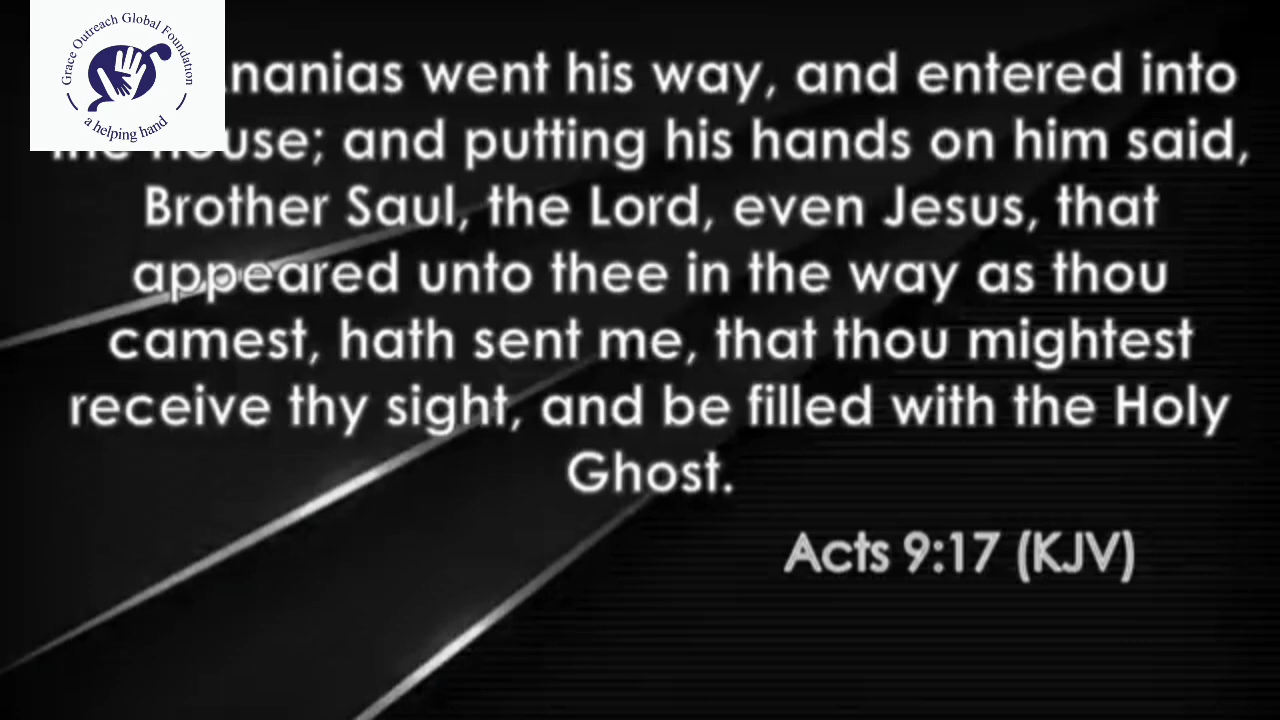 Grace Outreach Global Foundation
a helping hand
nanias went his way, and entered into
use; and putting his hands on him said,
Brother Saul, the Lord, even Jesus, that
appeared unto thee in the way as thou
camest, hath sent me, that thou mightest
receive thy sight, and be filled with the Holy
Ghost.
Acts 9:17 (KJV)